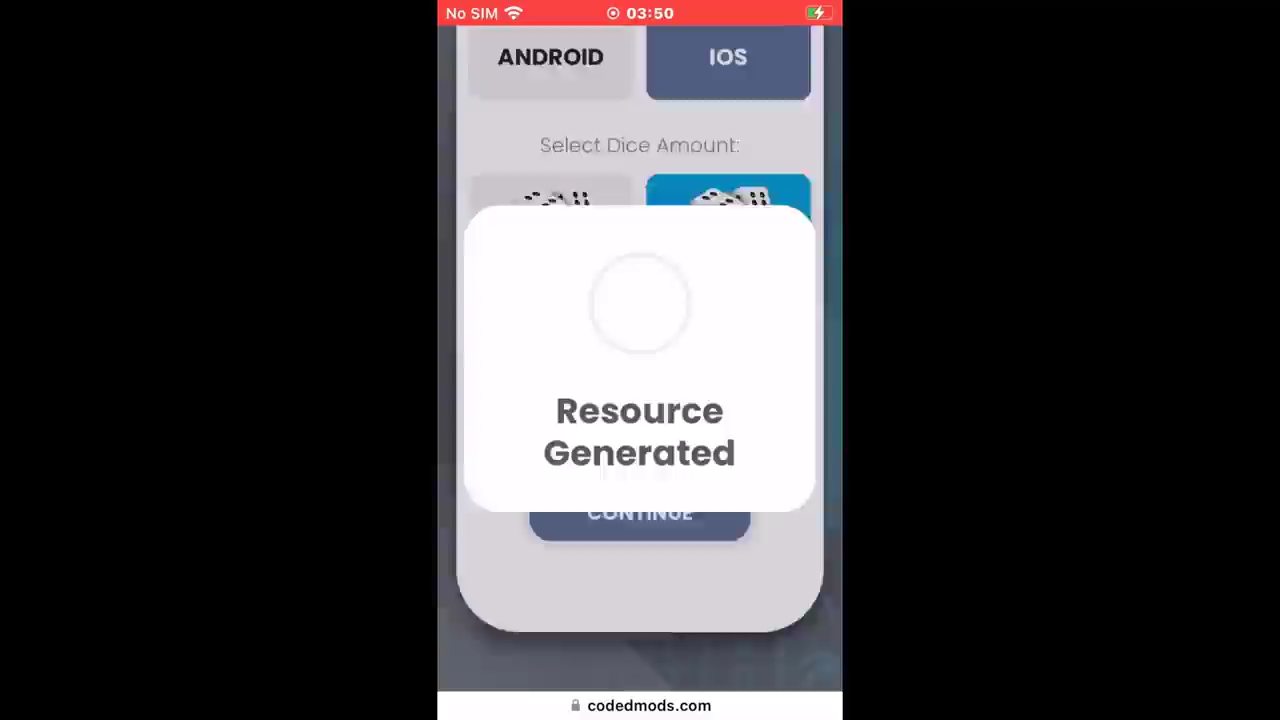 No SIM 03:50
ANDROID IOS
Select Dice Amount:
Resource
Generated
CONTINUE
codedmods.com